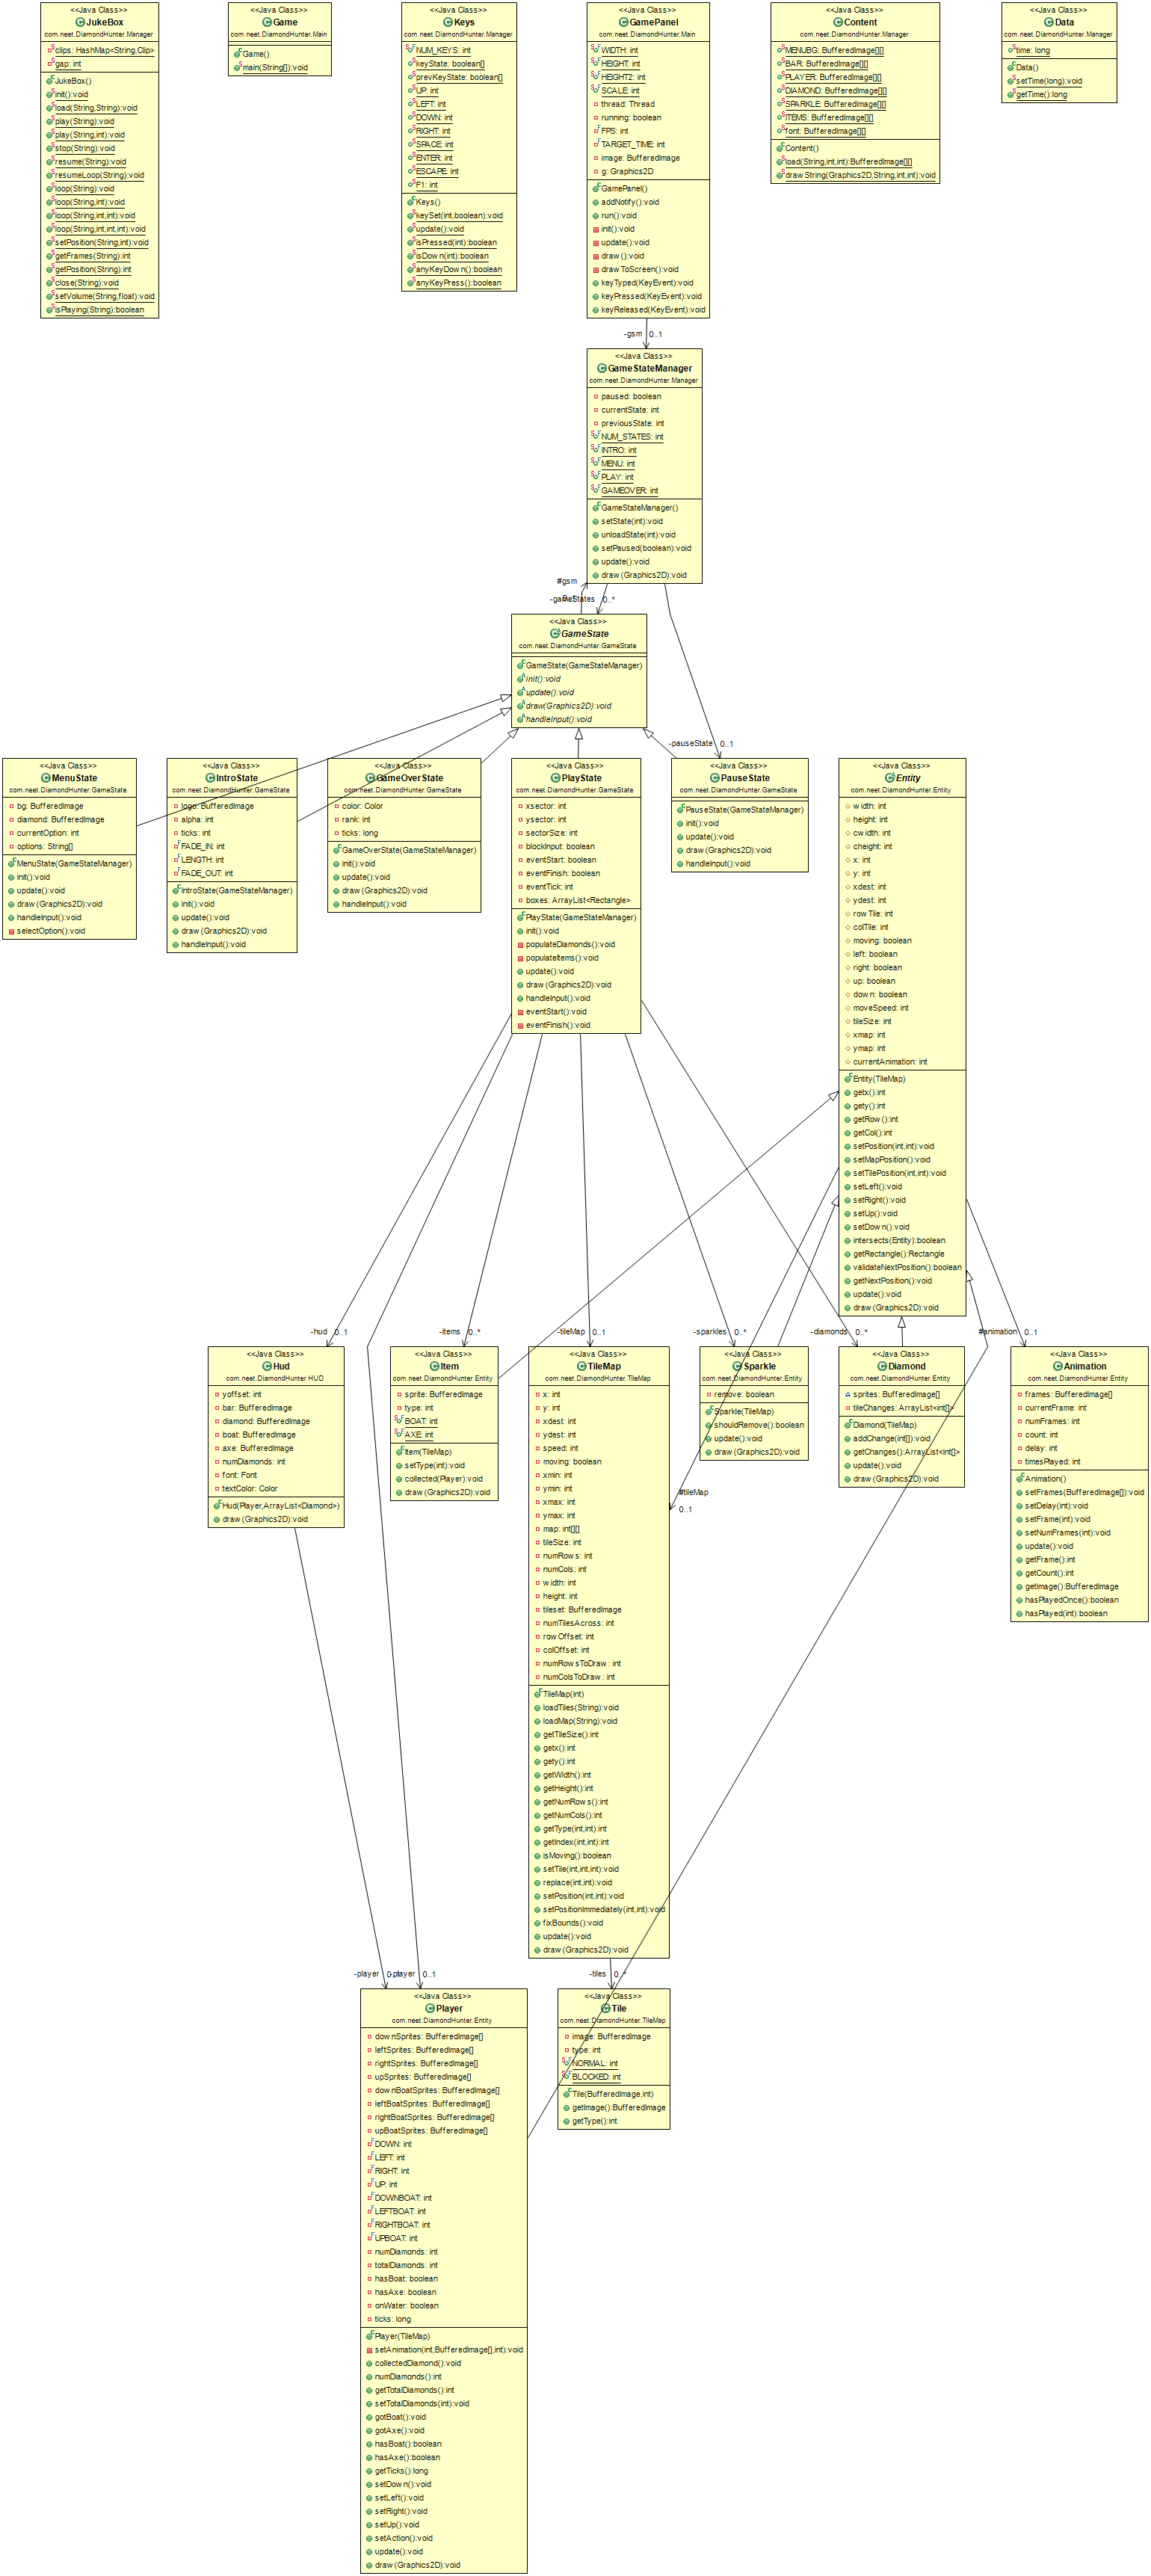 <<Java Class>>
JukeBox
com.neet.DiamondHunter.Manager
clips: HashMap<String,Clip>
gap: int
JukeBox()
init():void
load(String,String):void
play(String):void
play(String,int):void
stop(String):void
resume(String):void
resumeLoop(String):void
loop(String):void
loop(String,int):void
loop(String,int,int):void
loop(String,int,int,int):void
setPosition(String,int):void
getFrames(String):int
getPosition(String):int
close(String):void
setVolume(String,float):void
isPlaying(String):boolean
<<Java Class>>
Game
com.neet.DiamondHunter.Main
Game()
main(String[]):void
<<Java Class>>
Keys
com.neet.DiamondHunter.Manager
NUM_KEYS: int
keyState: boolean[]
prevKeyState: boolean[]
UP: int
LEFT: int
DOWN: int
RIGHT: int
SPACE: int
ENTER: int
ESCAPE: int
F1: int
Keys()
keySet(int,boolean):void
update():void
isPressed(int):boolean
isDown(int):boolean
anyKeyDown():boolean
anyKeyPress():boolean
<<Java Class>>
GamePanel
com.neet.DiamondHunter.Main
WIDTH: int
HEIGHT: int
HEIGHT2: int
SCALE: int
thread: Thread
running: boolean
FPS: int
TARGET_TIME: int
image: BufferedImage
g: Graphics2D
GamePanel()
addNotify():void
run():void
init():void
update():void
draw():void
drawToScreen():void
keyTyped(KeyEvent):void
keyPressed(KeyEvent):void
keyReleased(KeyEvent):void
<<Java Class>>
Content
com.neet.DiamondHunter.Manager
MENUBG: BufferedImage[][]
BAR: BufferedImage[][]
PLAYER: BufferedImage[][]
DIAMOND: BufferedImage[][]
SPARKLE: BufferedImage[][]
ITEMS: BufferedImage[][]
font: BufferedImage[][]
Content()
load(String,int,int):BufferedImage[][]
drawString(Graphics2D,String,int,int):void
<<Java Class>>
Data
com.neet.DiamondHunter.Manager
time: long
Data()
setTime(long):void
getTime():long
-gsm 0..1
<<Java Class>>
GameStateManager
com.neet.DiamondHunter.Manager
paused: boolean
currentState: int
previousState: int
NUM_STATES: int
INTRO: int
MENU: int
PLAY: int
GAMEOVER: int
GameStateManager()
setState(int):void
unloadState(int):void
setPaused(boolean):void
update():void
draw(Graphics2D):void
#gsm
-gameStates 0..*
<<Java Class>>
GameState
com.neet.DiamondHunter.GameState
GameState(GameStateManager)
init():void
update():void
draw(Graphics2D):void
handleInput():void
-pauseState 0..1
<<Java Class>>
MenuState
com.neet.DiamondHunter.GameState
bg: BufferedImage
diamond: BufferedImage
currentOption: int
options: String[]
MenuState(GameStateManager)
init():void
update():void
draw(Graphics2D):void
handleInput():void
selectOption():void
<<Java Class>>
IntroState
com.neet.DiamondHunter.GameState
logo: BufferedImage
alpha: int
ticks: int
FADE_IN: int
LENGTH: int
FADE_OUT: int
IntroState(GameStateManager)
init():void
update():void
draw(Graphics2D):void
handleInput():void
<<Java Class>>
GameOverState
com.neet.DiamondHunter.GameState
color: Color
rank: int
ticks: long
GameOverState(GameStateManager)
init():void
update():void
draw(Graphics2D):void
handleInput():void
<<Java Class>>
PlayState
com.neet.DiamondHunter.GameState
xsector: int
ysector: int
sectorSize: int
blockInput: boolean
eventStart: boolean
eventFinish: boolean
eventTick: int
boxes: ArrayList<Rectangle>
PlayState(GameStateManager)
init():void
populateDiamonds():void
populateItems():void
update():void
draw(Graphics2D):void
handleInput():void
eventStart():void
eventFinish():void
<<Java Class>>
PauseState
com.neet.DiamondHunter.GameState
PauseState(GameStateManager)
init():void
update():void
draw(Graphics2D):void
handleInput():void
<<Java Class>>
Entity
com.neet.DiamondHunter.Entity
width: int
height: int
cwidth: int
cheight: int
x: int
y: int
xdest: int
ydest: int
rowTile: int
colTile: int
moving: boolean
left: boolean
right: boolean
up: boolean
down: boolean
moveSpeed: int
tileSize: int
xmap: int
ymap: int
currentAnimation: int
Entity(TileMap)
getx():int
gety():int
getRow():int
getCol():int
setPosition(int,int):void
setMapPosition():void
setTilePosition(int,int):void
setLeft():void
setRight():void
setUp():void
setDown():void
intersects(Entity):boolean
getRectangle():Rectangle
validateNextPosition():boolean
getNextPosition():void
update():void
draw(Graphics2D):void
-hud 0..1
-items 0..*
-tileMap 0..1
-sparkles 0..*
-diamonds 0..*
#animation 0..1
<<Java Class>>
Hud
com.neet.DiamondHunter.HUD
yoffset: int
bar: BufferedImage
diamond: BufferedImage
boat: BufferedImage
axe: BufferedImage
numDiamonds: int
font: Font
textColor: Color
Hud(Player,ArrayList<Diamond>)
draw(Graphics2D):void
<<Java Class>>
Item
com.neet.DiamondHunter.Entity
sprite: BufferedImage
type: int
BOAT: int
AXE: int
Item(TileMap)
setType(int):void
collected(Player):void
draw(Graphics2D):void
<<Java Class>>
TileMap
com.neet.DiamondHunter.TileMap
x: int
y: int
xdest: int
ydest: int
speed: int
moving: boolean
xmin: int
ymin: int
xmax: int
ymax: int
map: int[][]
tileSize: int
numRows: int
numCols: int
width: int
height: int
tileset: BufferedImage
numTilesAcross: int
rowOffset: int
colOffset: int
numRowsToDraw: int
numColsToDraw: int
TileMap(int)
loadTiles(String):void
loadMap(String):void
getTileSize():int
getx():int
gety():int
getWidth():int
getHeight():int
getNumRows():int
getNumCols():int
getType(int,int):int
getIndex(int,int):int
isMoving():boolean
setTile(int,int,int):void
replace(int,int):void
setPosition(int,int):void
setPositionImmediately(int,int):void
fixBounds():void
update():void
draw(Graphics2D):void
<<Java Class>>
Sparkle
com.neet.DiamondHunter.Entity
remove: boolean
Sparkle(TileMap)
shouldRemove():boolean
update():void
draw(Graphics2D):void
#tileMap
0..1
<<Java Class>>
Diamond
com.neet.DiamondHunter.Entity
sprites: BufferedImage[]
tileChanges: ArrayList<int[]>
Diamond(TileMap)
addChange(int[]):void
getChanges():ArrayList<int[]>
update():void
draw(Graphics2D):void
<<Java Class>>
Animation
com.neet.DiamondHunter.Entity
frames: BufferedImage[]
currentFrame: int
numFrames: int
count: int
delay: int
timesPlayed: int
Animation()
setFrames(BufferedImage[]):void
setDelay(int):void
setFrame(int):void
setNumFrames(int):void
update():void
getFrame():int
getCount():int
getImage():BufferedImage
hasPlayedOnce():boolean
hasPlayed(int):boolean
-player -player 0..1
-tiles 0..*
<<Java Class>>
Player
com.neet.DiamondHunter.Entity
downSprites: BufferedImage[]
leftSprites: BufferedImage[]
rightSprites: BufferedImage[]
upSprites: BufferedImage[]
downBoatSprites: BufferedImage[]
leftBoatSprites: BufferedImage[]
rightBoatSprites: BufferedImage[]
upBoatSprites: BufferedImage[]
DOWN: int
LEFT: int
RIGHT: int
UP: int
DOWNBOAT: int
LEFTBOAT: int
RIGHTBOAT: int
UPBOAT: int
numDiamonds: int
totalDiamonds: int
hasBoat: boolean
hasAxe: boolean
onWater: boolean
ticks: long
Player(TileMap)
setAnimation(int,BufferedImage[],int):void
collectedDiamond():void
numDiamonds():int
getTotalDiamonds():int
setTotalDiamonds(int):void
gotBoat():void
gotAxe():void
hasBoat():boolean
hasAxe():boolean
getTicks():long
setDown():void
setLeft():void
setRight():void
setUp():void
setAction():void
update():void
draw(Graphics2D):void
<<Java Class>>
Tile
com.neet.DiamondHunter.TileMap
image: BufferedImage
type: int
NORMAL: int
BLOCKED: int
Tile(BufferedImage,int)
getImage():BufferedImage
getType():int